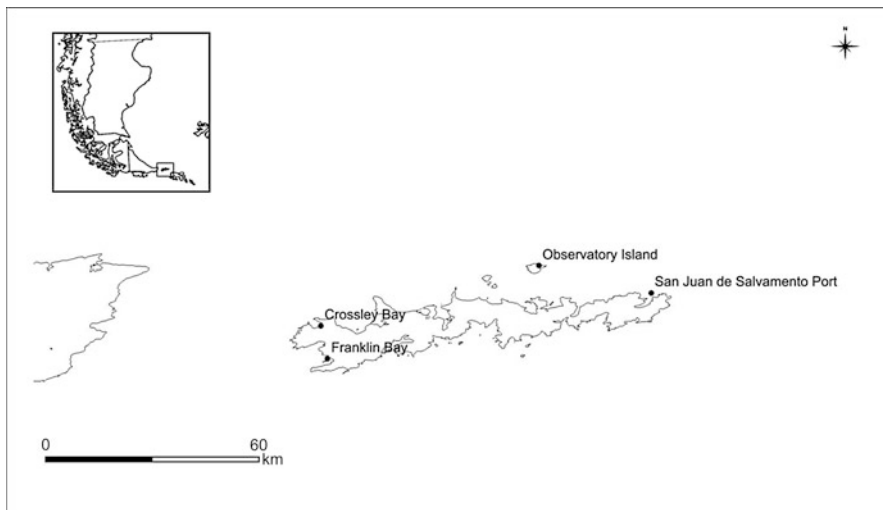 N
Observatory Island
San Juan de Salvamento Port
Crossley Bay
Franklin Bay
0 60
km